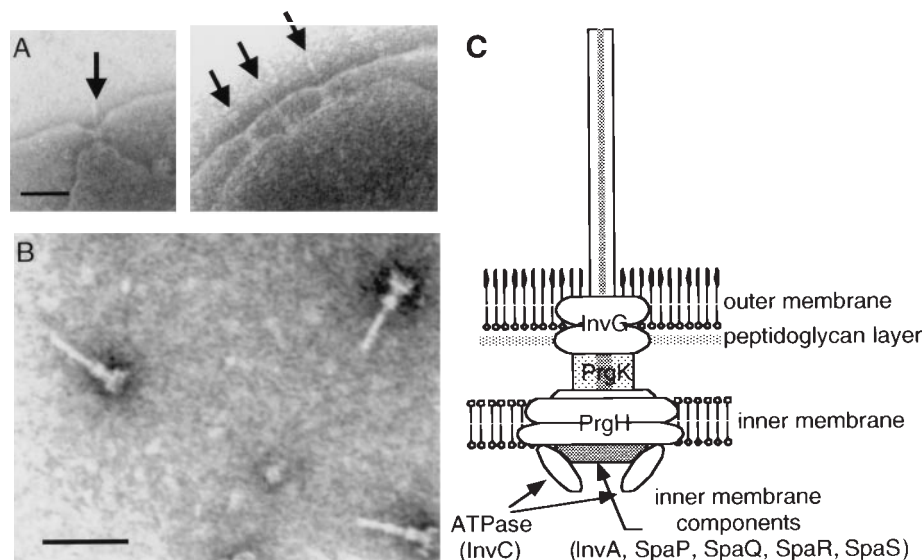 A
B
C
InvG
outer membrane
peptidoglycan layer
PrgK
PrgH
inner membrane
ATPase
(InvC)
inner membrane
components
(InvA, SpaP, SpaQ, SpaR, SpaS)